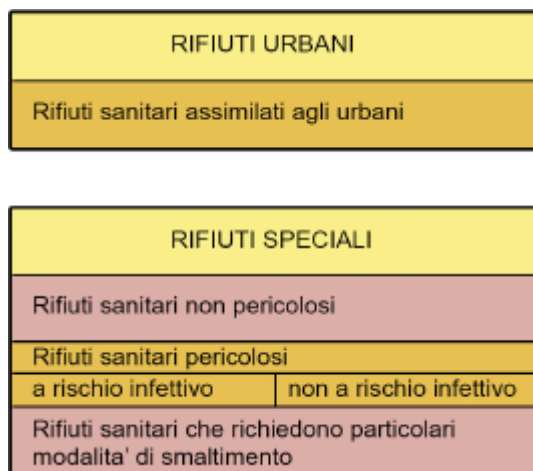 RIFIUTI URBANI
Rifiuti sanitari assimilati agli urbani
RIFIUTI SPECIALI
Rifiuti sanitari non pericolosi
Rifiuti sanitari pericolosi
a rischio infettivo
non a rischio infettivo
Rifiuti sanitari che richiedono particolari
modalita' di smaltimento